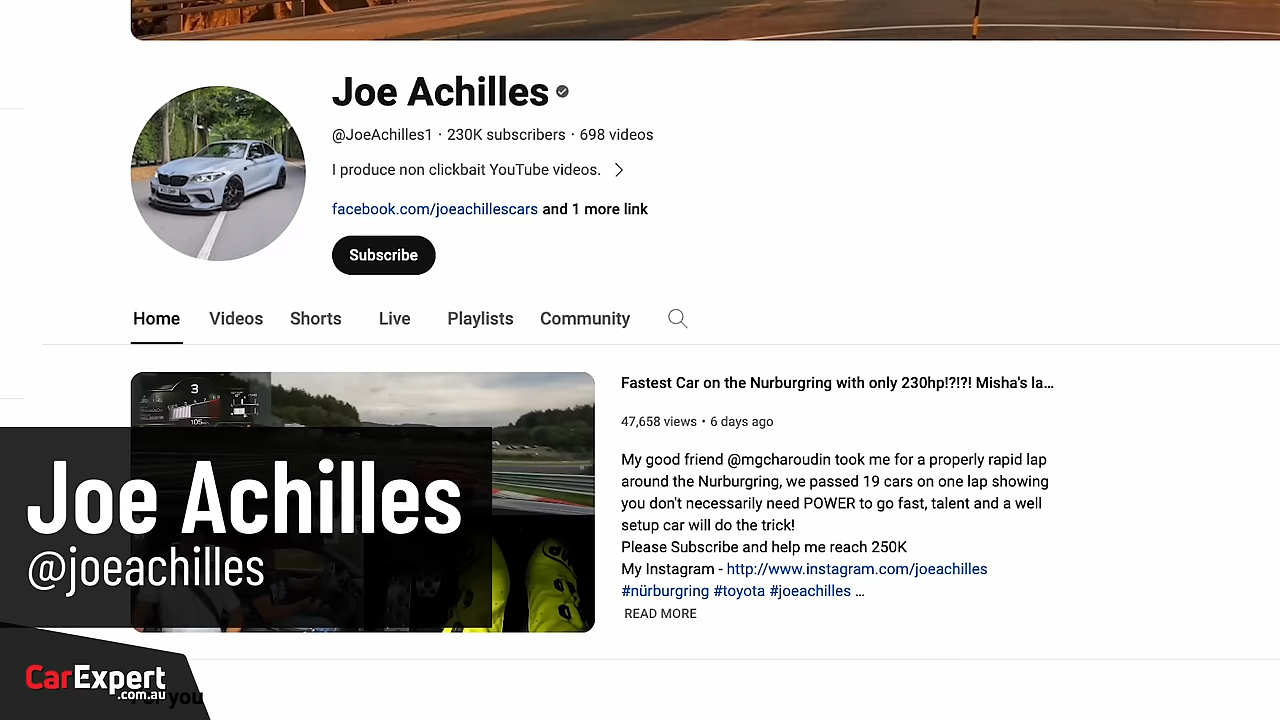 Joe Achilles
@JoeAchilles1 · 230K subscribers · 698 videos
I produce non clickbait YouTube videos.
facebook.com/joeachillescars and 1 more link
Subscribe
Home Videos Shorts Live Playlists Community
3
105
Fastest Car on the Nurburgring with only 230hp!?!?! Misha's la...
47,658 views • 6 days ago
My good friend @mgcharoudin took me for a properly rapid lap
around the Nurburgring, we passed 19 cars on one lap showing
you don't necessarily need POWER to go fast, talent and a well
setup car will do the trick!
Please Subscribe and help me reach 250K
My Instagram - http://www.instagram.com/joeachilles
#nürburgring #toyota #joeachilles ...
READ MORE
Joe Achilles
@joeachilles
CarExpert
.com.au
you